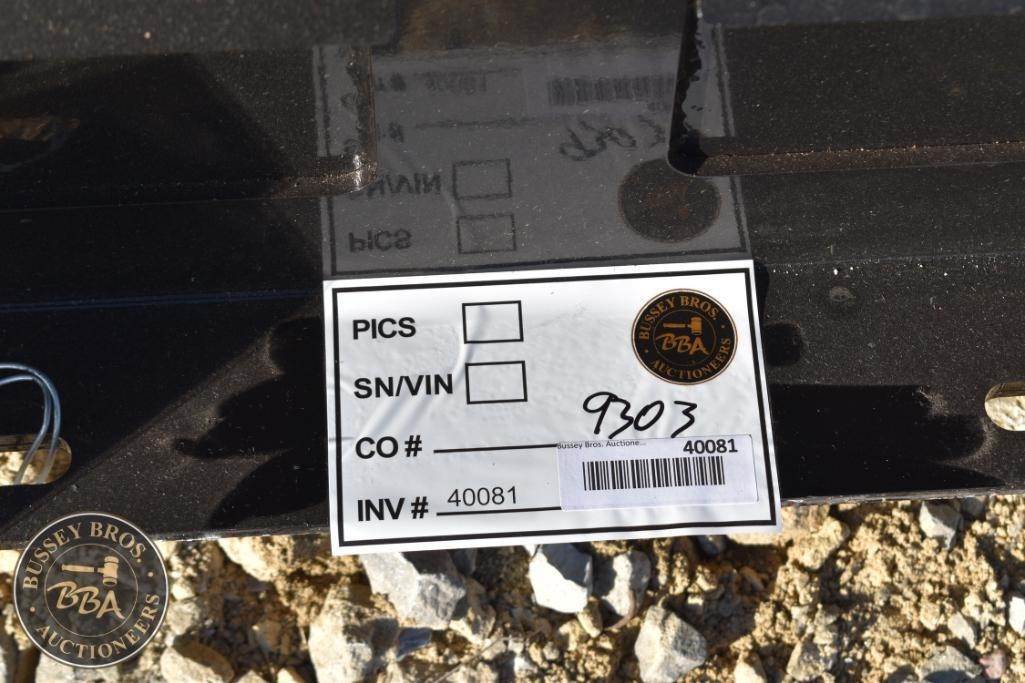 PICS
BUSSEY BROS.
BBA
AUCTIONEERS
SN/VIN
9303
CO #
Bussey Bros. Auctione...
40081
INV # 40081
BUSSEY BROS.
BBA
AUCTIONEERS